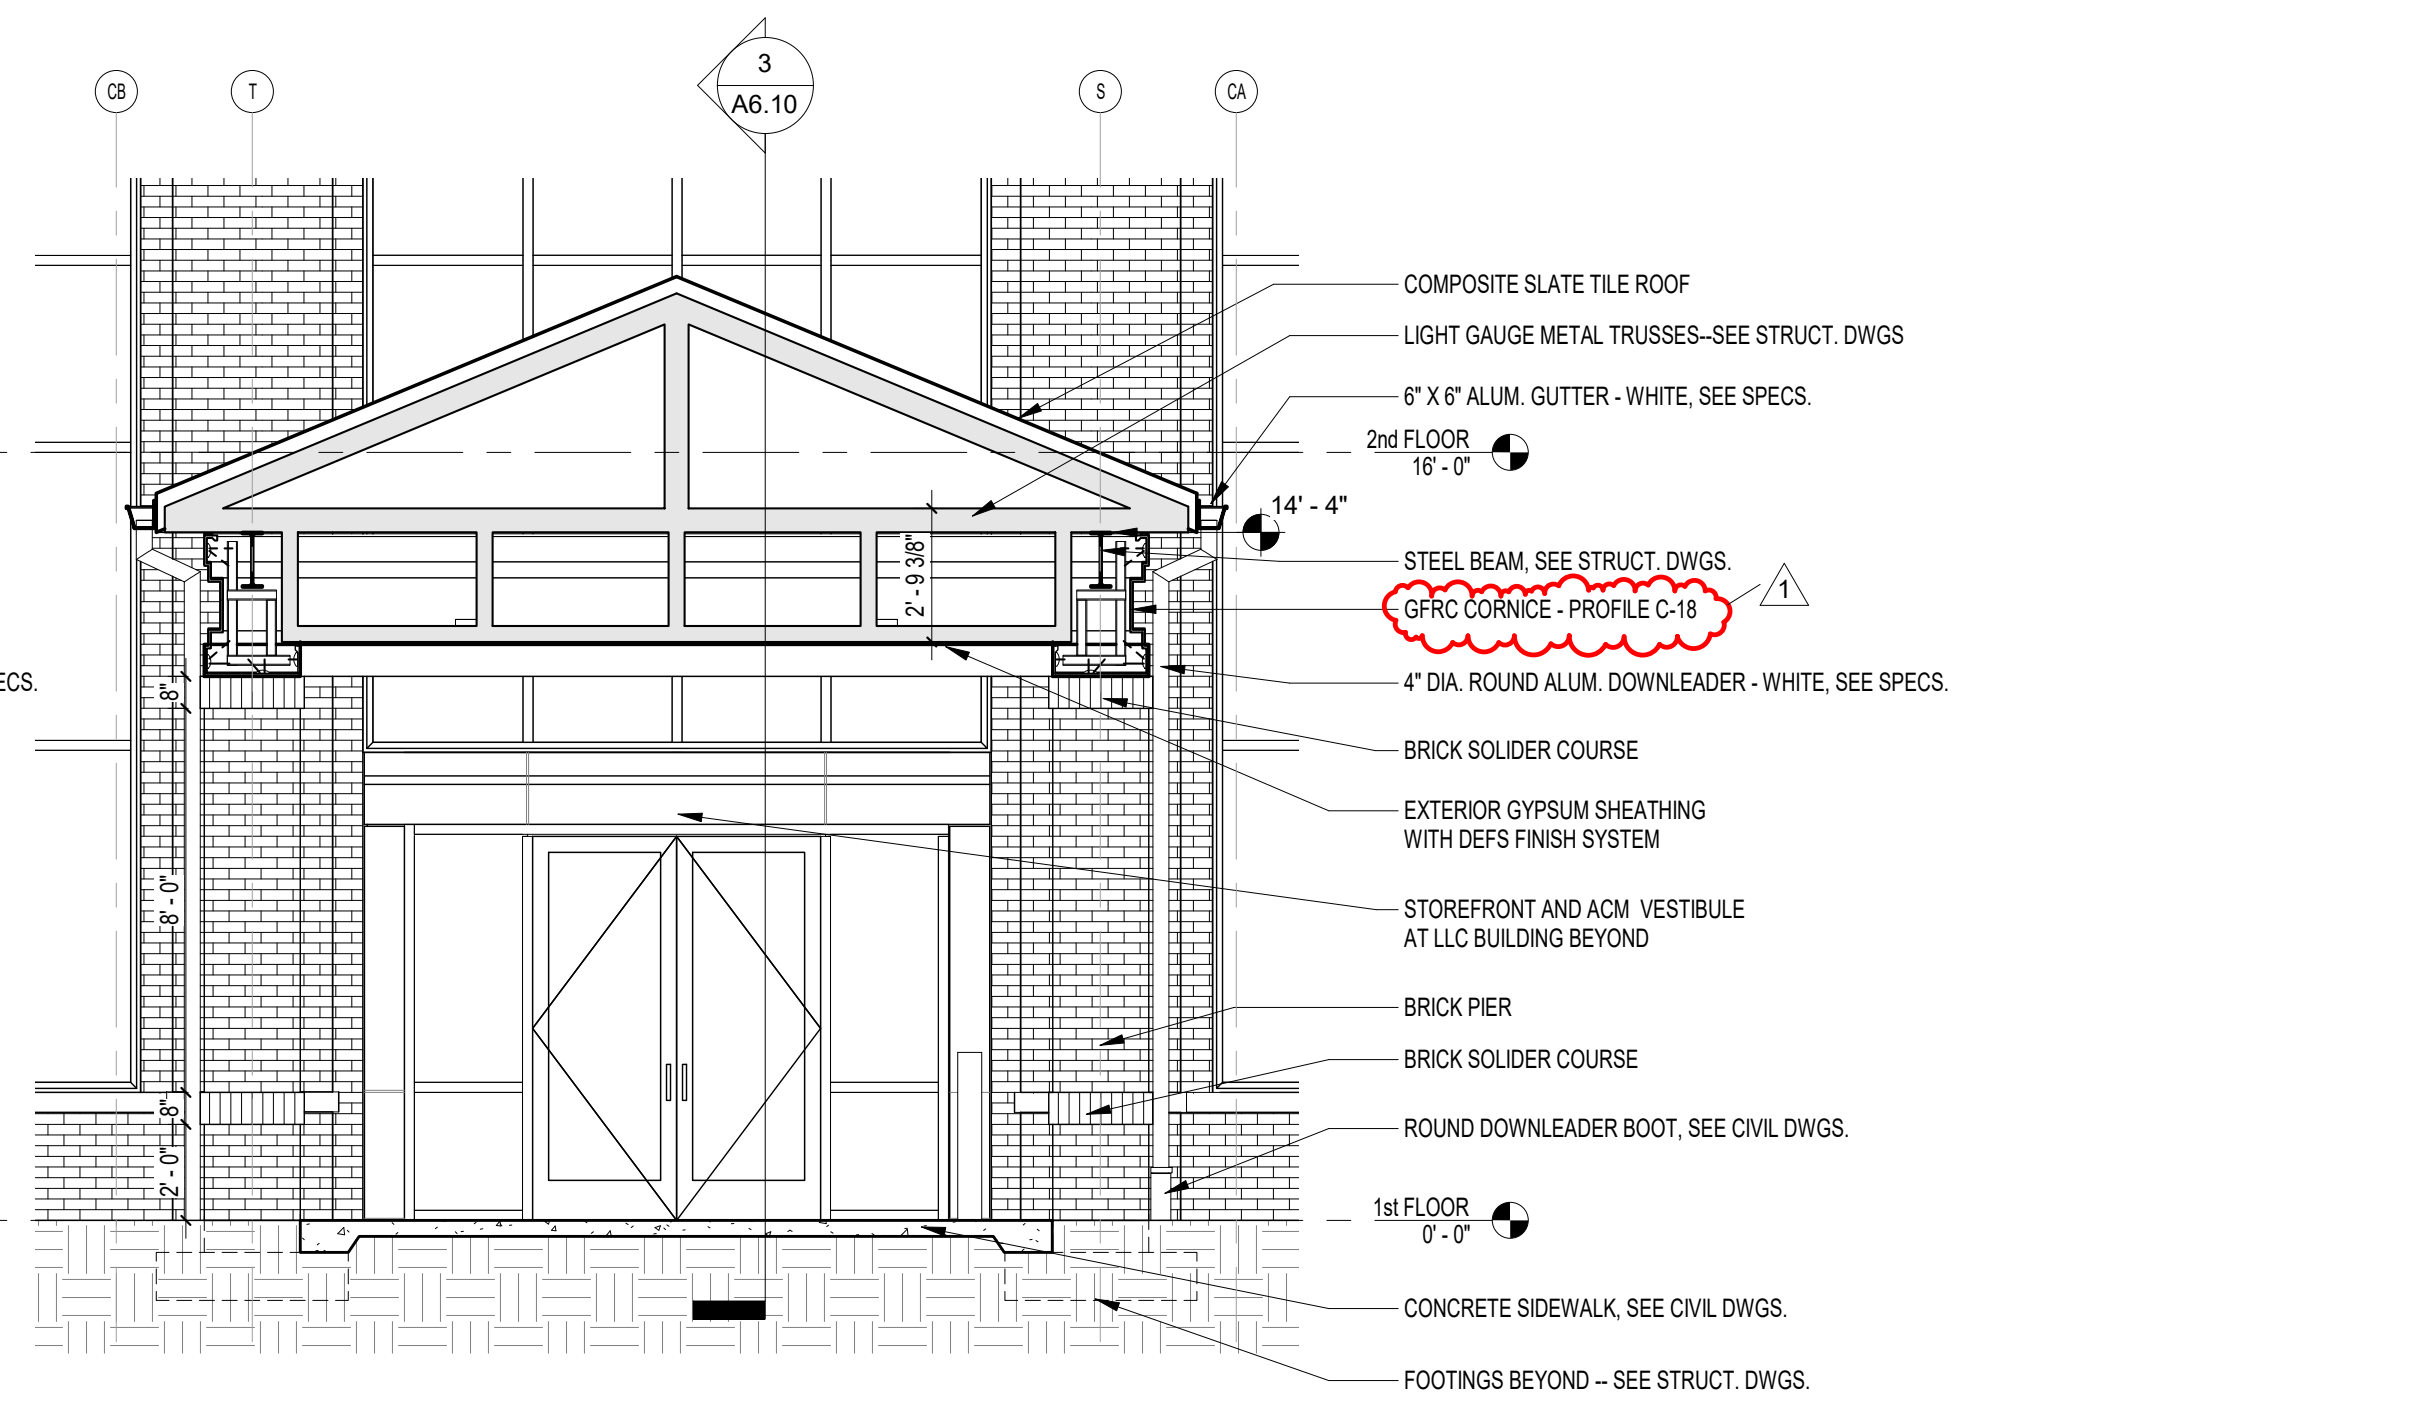 3
A6.10
CB
T
S
CA
COMPOSITE SLATE TILE ROOF
LIGHT GAUGE METAL TRUSSES--SEE STRUCT. DWGS
6" X 6" ALUM. GUTTER - WHITE, SEE SPECS.
2nd FLOOR
16' - 0"
14' - 4"
STEEL BEAM, SEE STRUCT. DWGS.
2' - 9 3/8"
GFRC CORNICE - PROFILE C-18
1
ECS.
8"
4" DIA. ROUND ALUM. DOWNLEADER - WHITE, SEE SPECS.
BRICK SOLIDER COURSE
EXTERIOR GYPSUM SHEATHING
WITH DEFS FINISH SYSTEM
8' - 0"
STOREFRONT AND ACM VESTIBULE
AT LLC BUILDING BEYOND
BRICK PIER
BRICK SOLIDER COURSE
8"
ROUND DOWNLEADER BOOT, SEE CIVIL DWGS.
2' - 0"
1st FLOOR
0' - 0"
CONCRETE SIDEWALK, SEE CIVIL DWGS.
FOOTINGS BEYOND -- SEE STRUCT. DWGS.